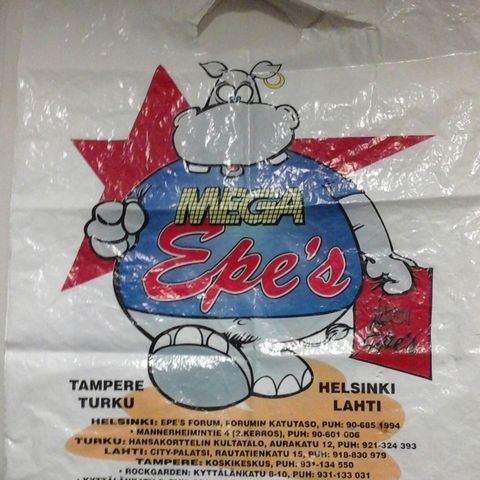 MEGA
Epe's
Epe's
TAMPERE
TURKU
HELSINKI
LAHTI
HELSINKI: EPE'S FORUM, FORUMIN KATUTASO, PUH: 90-685 1994
• MANNERHEIMINTIE 4 (2.KERROS), PUH: 90-601 006
TURKU: HANSAKORTTELIN KULTATALO, AURAKATU 12, PUH: 921-324 393
LAHTI: CITY-PALATSI, RAUTATIENKATU 15, PUH: 918-830 979
TAMPERE: KOSKIKESKUS, PUH: 931-134 550
• ROCKGARDEN: KYTTÄLÄNKATU 8-10, PUH: 931-133 031